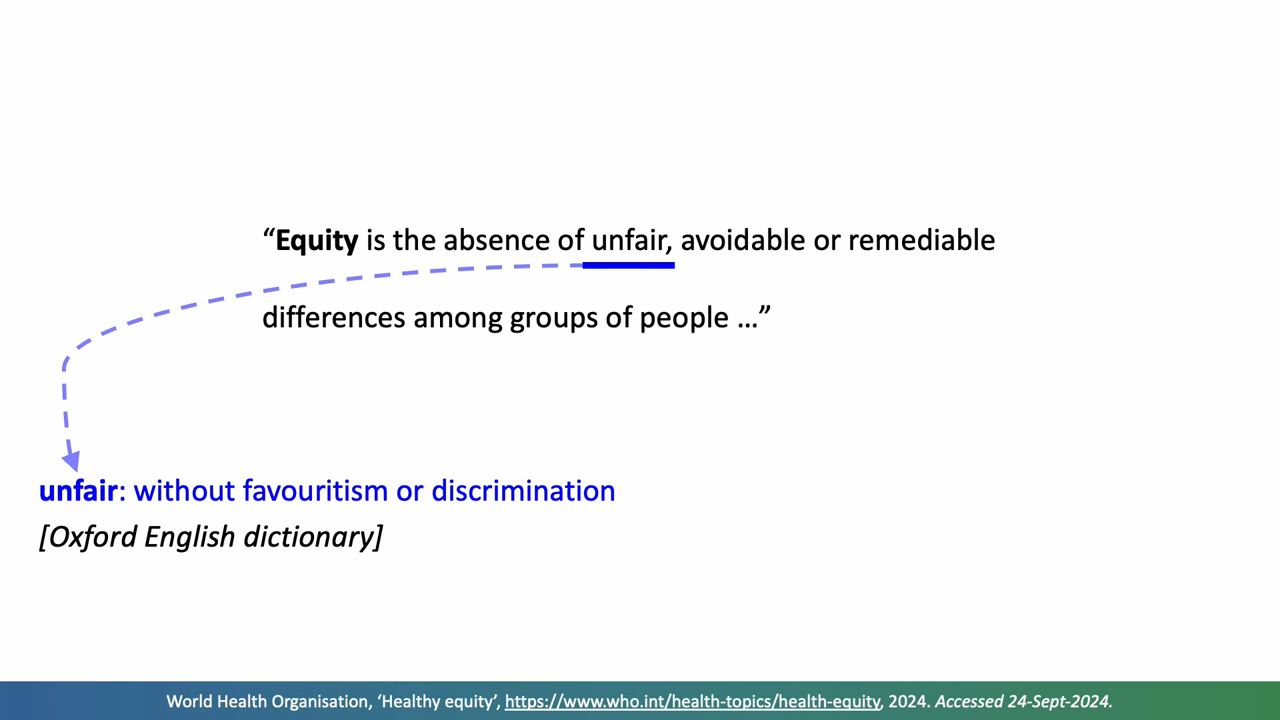 “Equity is the absence of unfair, avoidable or remediable
differences among groups of people …”
unfair: without favouritism or discrimination
[Oxford English dictionary]
World Health Organisation, ‘Healthy equity’, https://www.who.int/health-topics/health-equity, 2024. Accessed 24-Sept-2024.